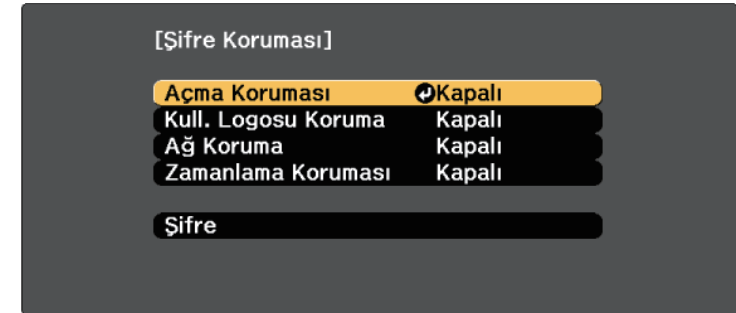 [Şifre Koruması]
Açma Koruması Kapalı
Kull. Logosu Koruma Kapalı
Ağ Koruma Kapalı
Zamanlama Koruması Kapalı
Şifre